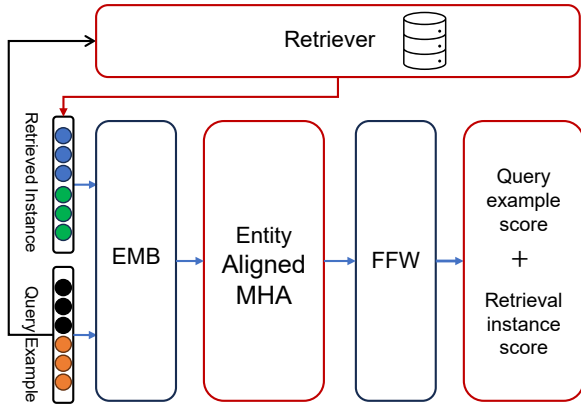 Retriever
Retrieved Instance
Query Example
EMB
Entity
Aligned
MHA
FFW
Query
example
score
+
Retrieval
instance
score